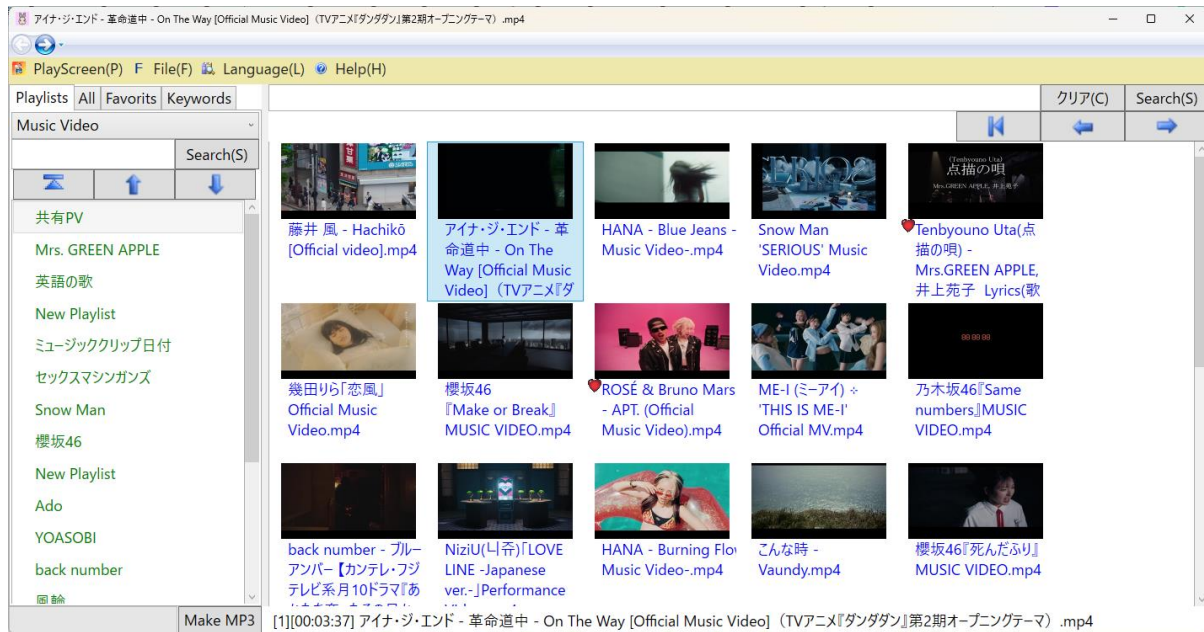 アイナ・ジ・エンド - 革命道中 - On The Way [Official Music Video]（TVアニメ『ダンダダン』第2期オープニングテーマ）.mp4
PlayScreen(P) F File(F) Language(L) Help(H)
Playlists All Favorits Keywords
クリア(C) Search(S)
Music Video
Search(S)
共有PV
Mrs. GREEN APPLE
英語の歌
New Playlist
ミュージッククリップ日付
セックスマシンガンズ
Snow Man
櫻坂46
New Playlist
Ado
YOASOBI
back number
風輪
Make MP3
藤井 風 - Hachikō
[Official video].mp4
アイナ・ジ・エンド - 革
命道中 - On The
Way [Official Music
Video]（TVアニメ『ダ
HANA - Blue Jeans -
Music Video-.mp4
SERIOUS
Snow Man
'SERIOUS' Music
Video.mp4
(Tenbyouno Uta)
点描の唄
Mrs.GREEN APPLE, 井上苑子
Tenbyouno Uta(点
描の唄) -
Mrs.GREEN APPLE,
井上苑子 Lyrics(歌
幾田りら「恋風」
Official Music
Video.mp4
櫻坂46
『Make or Break』
MUSIC VIDEO.mp4
ROSÉ & Bruno Mars
- APT. (Official
Music Video).mp4
ME-I (ミーアイ) ÷
'THIS IS ME-I'
Official MV.mp4
乃木坂46『Same
numbers』MUSIC
VIDEO.mp4
back number - ブルー
アンバー【カンテレ・フジ
テレビ系月10ドラマ『あ
NiziU(니쥬)「LOVE
LINE -Japanese
ver.-」Performance
HANA - Burning Flo
Music Video-.mp4
こんな時 -
Vaundy.mp4
櫻坂46『死んだふり』
MUSIC VIDEO.mp4
[1][00:03:37] アイナ・ジ・エンド - 革命道中 - On The Way [Official Music Video]（TVアニメ『ダンダダン』第2期オープニングテーマ）.mp4